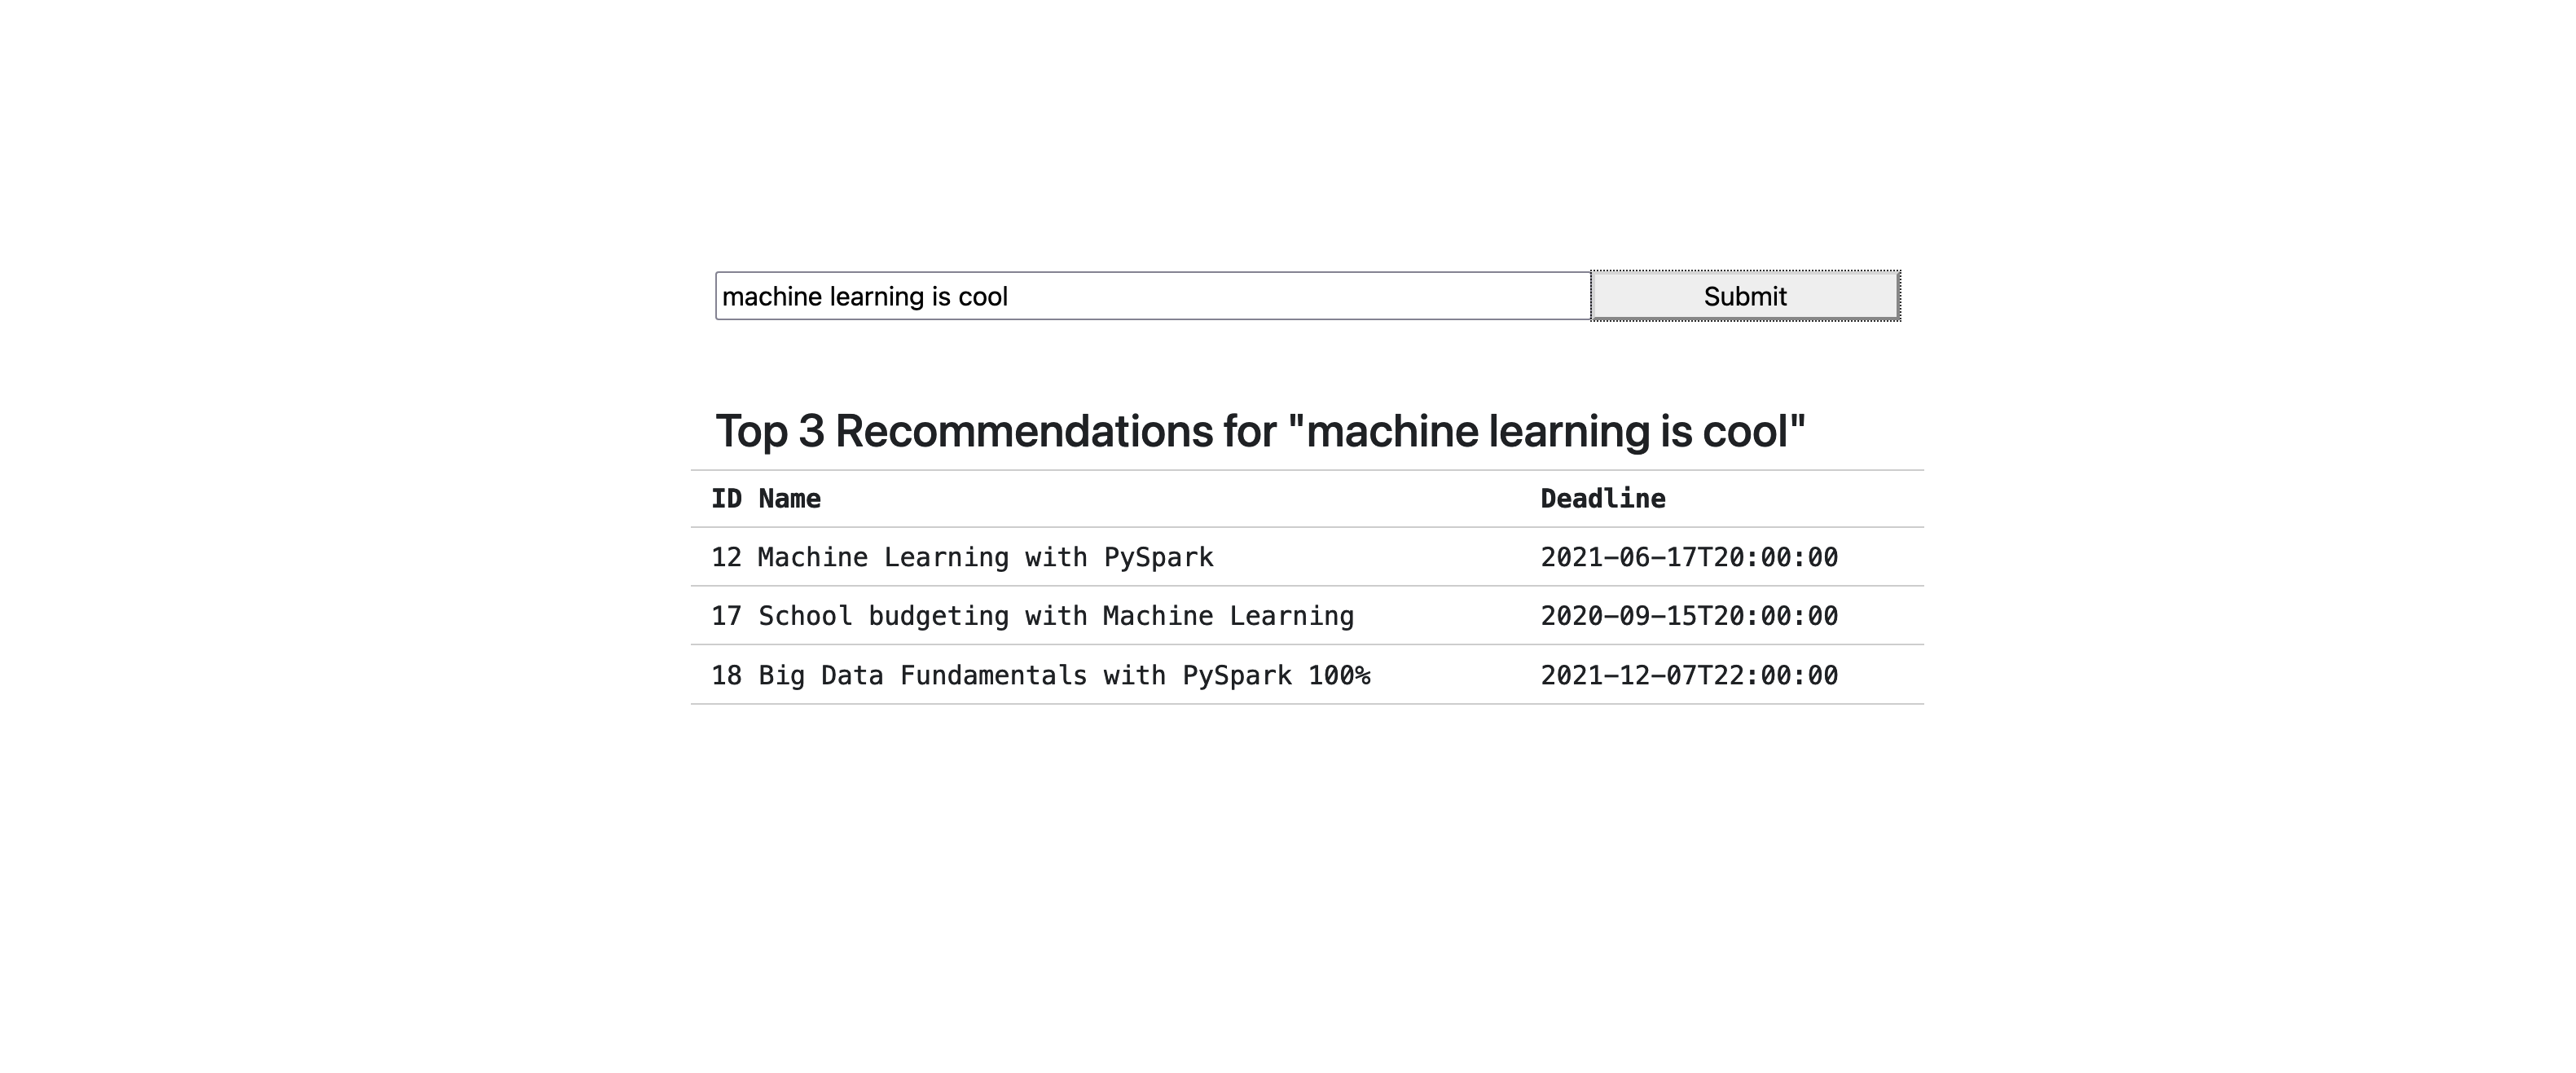 machine learning is cool Submit
Top 3 Recommendations for "machine learning is cool"
ID Name Deadline
12 Machine Learning with PySpark 2021-06-17T20:00:00
17 School budgeting with Machine Learning 2020-09-15T20:00:00
18 Big Data Fundamentals with PySpark 100% 2021-12-07T22:00:00